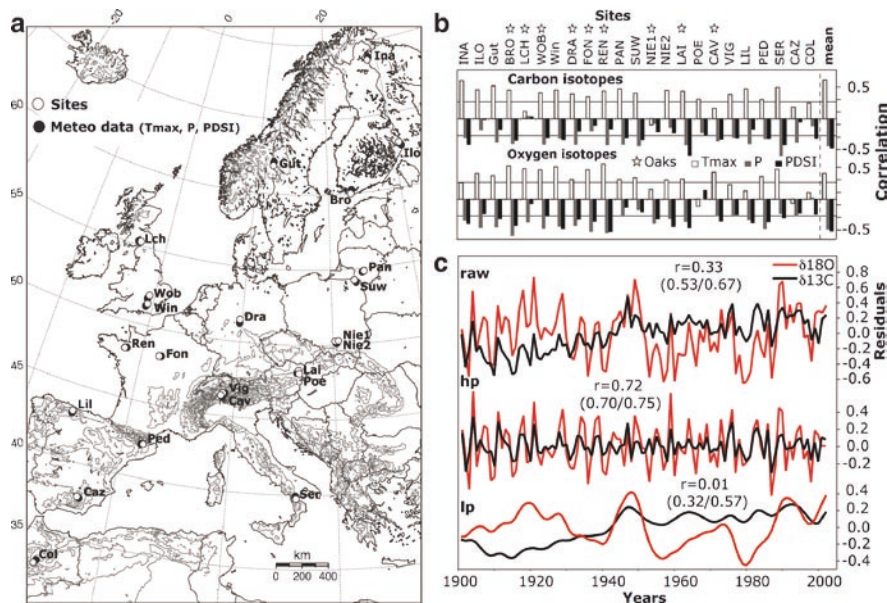 a
-20
-10
0
10
20
30
40
60
55
50
45
40
35
Sites
Meteo data (Tmax, P, PDSI)
Ina
Ilo
Gut
Bro
Lch
Pan
Suw
Wob
Win
Dra
Nie1
Nie2
Ren
Fon
Lai
Poe
Vig
Cav
Lil
Ped
Caz
Ser
Col
km
0 200 400
b
Sites
INA
ILO
Gut
BRO
LCH
WOB
Win
DRA
FON
REN
PAN
SUW
NIE1
NIE2
LAI
POE
CAV
VIG
LIL
PED
SER
CAZ
COL
mean
Carbon isotopes
Oxygen isotopes
Oaks Tmax P PDSI
0.5
-0.5
0.5
-0.5
Correlation
c
raw
r=0.33
(0.53/0.67)
δ18O
δ13C
0.8
0.6
0.4
0.2
0.0
-0.2
-0.4
-0.6
Residuals
hp
r=0.72
(0.70/0.75)
0.4
0.2
0.0
-0.2
lp
r=0.01
(0.32/0.57)
0.4
0.2
0.0
-0.2
-0.4
1900 1920 1940 1960 1980 2000
Years